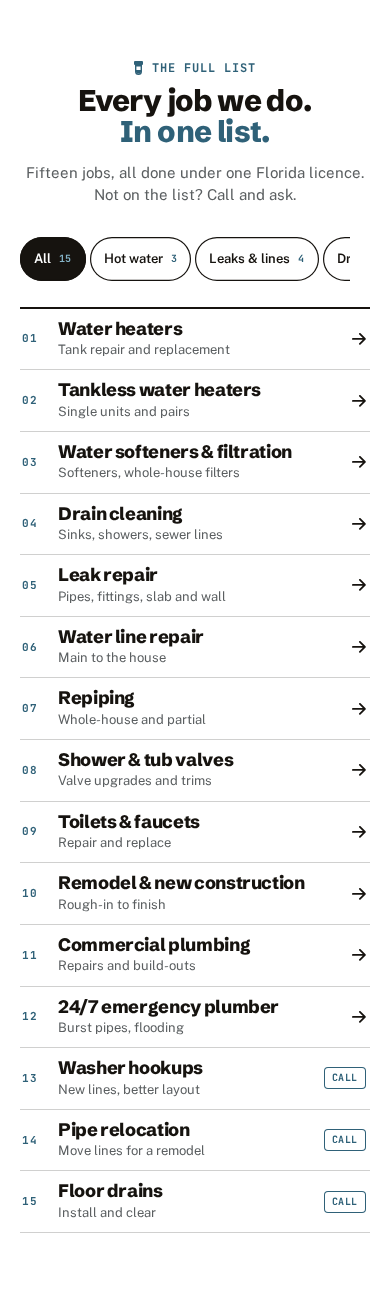 THE FULL LIST
Every job we do.
In one list.
Fifteen jobs, all done under one Florida licence.
Not on the list? Call and ask.
All 15 Hot water 3 Leaks & lines 4 Dr
01 Water heaters
Tank repair and replacement
02 Tankless water heaters
Single units and pairs
03 Water softeners & filtration
Softeners, whole-house filters
04 Drain cleaning
Sinks, showers, sewer lines
05 Leak repair
Pipes, fittings, slab and wall
06 Water line repair
Main to the house
07 Repiping
Whole-house and partial
08 Shower & tub valves
Valve upgrades and trims
09 Toilets & faucets
Repair and replace
10 Remodel & new construction
Rough-in to finish
11 Commercial plumbing
Repairs and build-outs
12 24/7 emergency plumber
Burst pipes, flooding
13 Washer hookups CALL
New lines, better layout
14 Pipe relocation CALL
Move lines for a remodel
15 Floor drains CALL
Install and clear